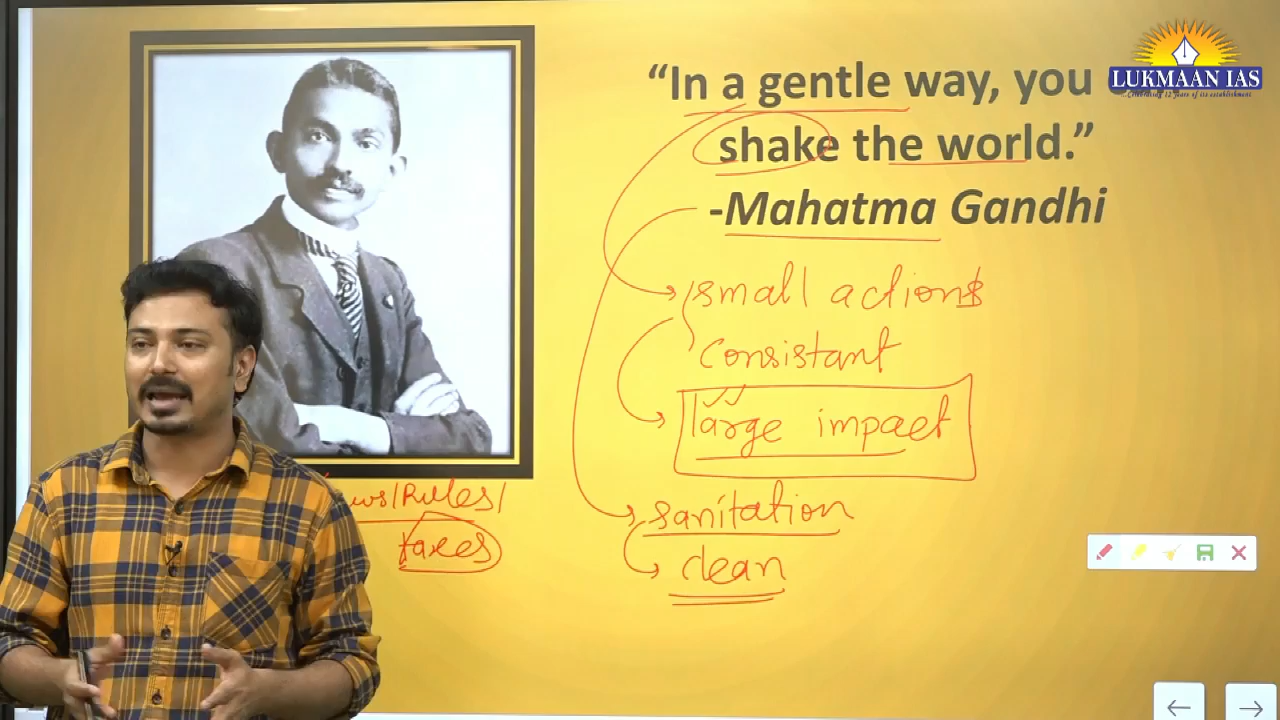 “In a gentle way, you
shake the world.”
-Mahatma Gandhi
LUKMAAN IAS
small actions
consistant
large impact
sanitation
clean
Rules/
taxes